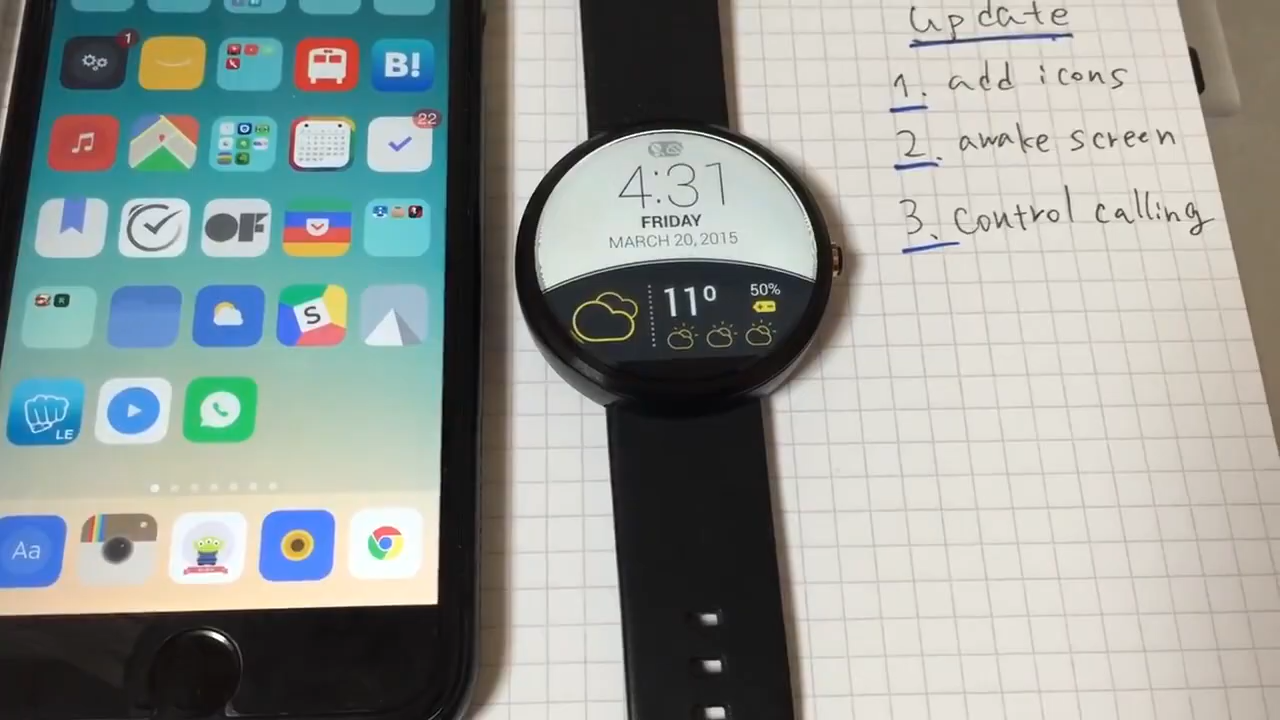 update
1. add icons
2. awake screen
3. control calling
4:31
FRIDAY
MARCH 20, 2015
11°
50%
1
B!
22
OF
S
LE
Aa